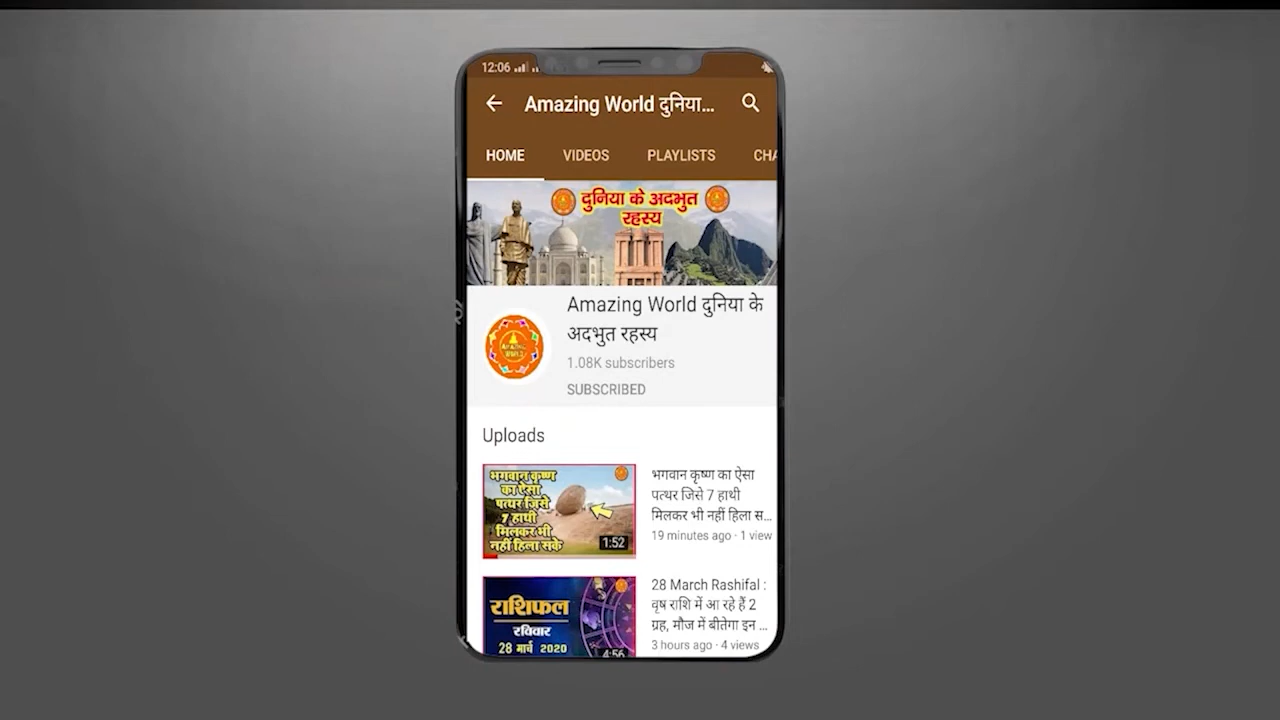 12:06
Amazing World दुनिया...
HOME VIDEOS PLAYLISTS CHA
दुनिया के अदभुत
रहस्य
Amazing World दुनिया के
अदभुत रहस्य
AMAZING
WORLD
1.08K subscribers
SUBSCRIBED
Uploads
भगवान कृष्ण
का ऐसा
पत्थर जिसे
7 हाथी
मिलकर भी
नहीं हिला सके
1:52
भगवान कृष्ण का ऐसा
पत्थर जिसे 7 हाथी
मिलकर भी नहीं हिला स...
19 minutes ago · 1 view
राशिफल
रविवार
28 मार्च 2020
4:56
28 March Rashifal :
वृष राशि में आ रहे हैं 2
ग्रह, मौज में बीतेगा इन ...
3 hours ago · 4 views